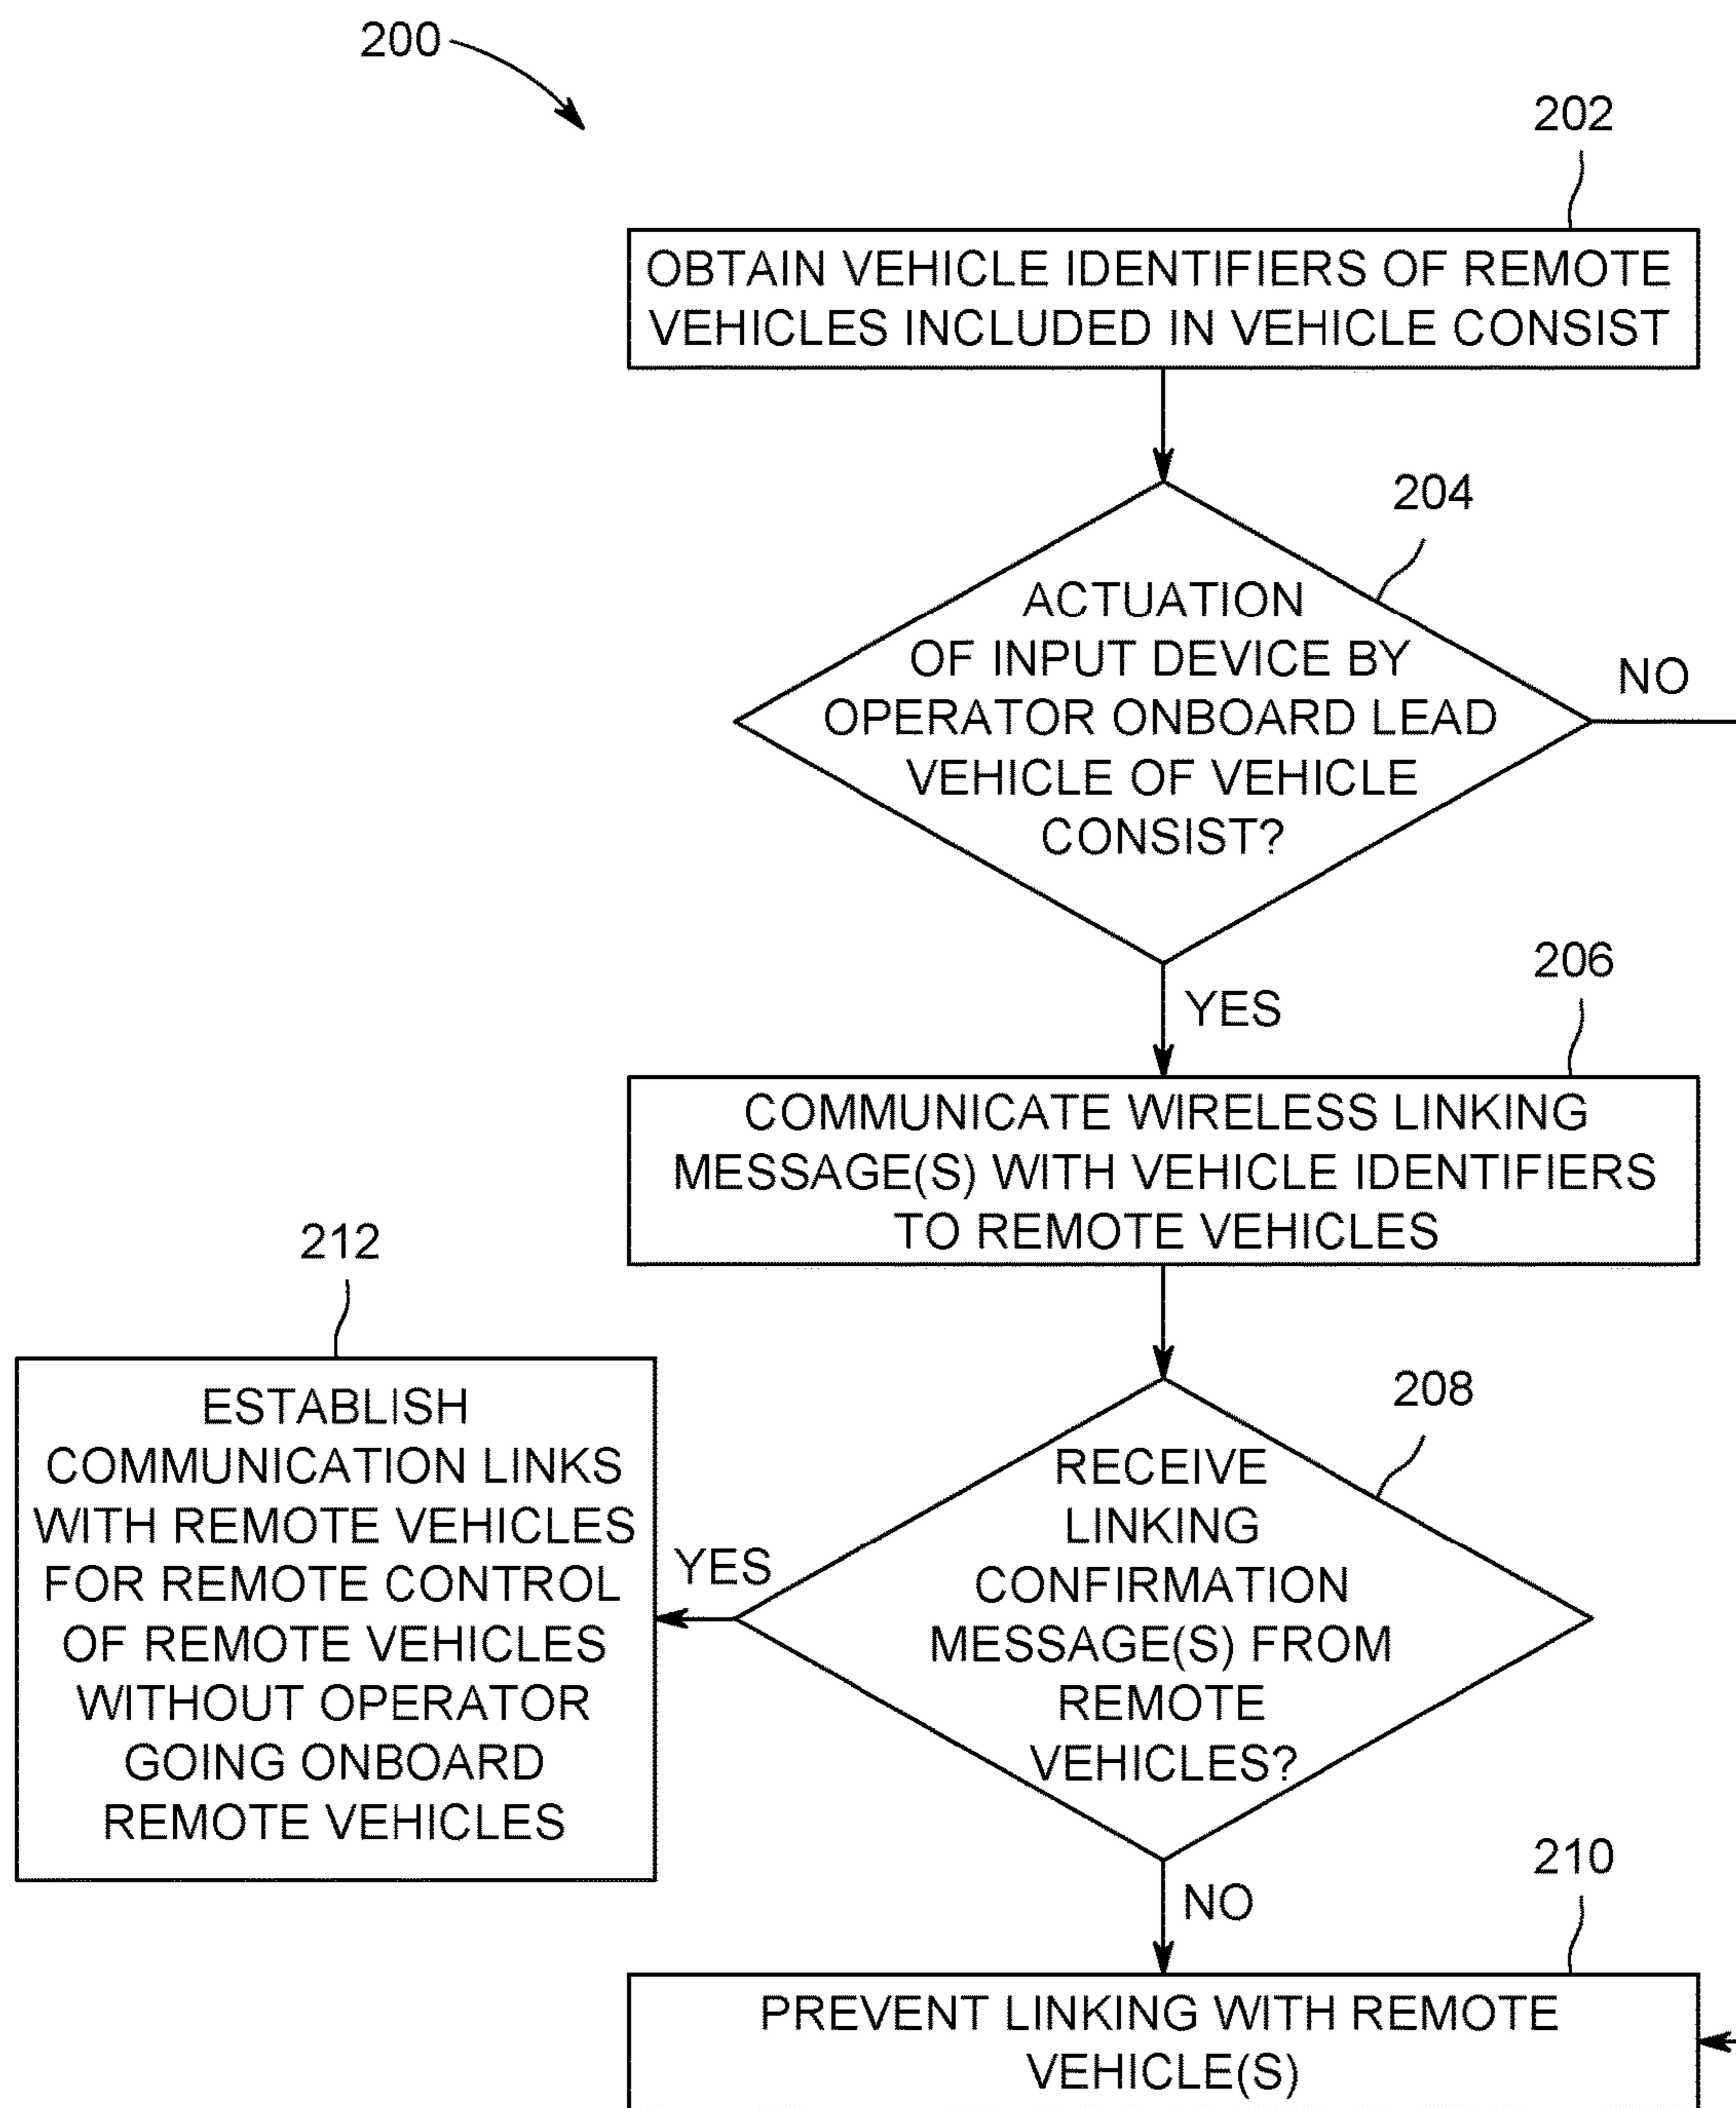 200
202
OBTAIN VEHICLE IDENTIFIERS OF REMOTE
VEHICLES INCLUDED IN VEHICLE CONSIST
204
ACTUATION
OF INPUT DEVICE BY
OPERATOR ONBOARD LEAD
VEHICLE OF VEHICLE
CONSIST?
NO
YES
206
COMMUNICATE WIRELESS LINKING
MESSAGE(S) WITH VEHICLE IDENTIFIERS
TO REMOTE VEHICLES
208
RECEIVE
LINKING
CONFIRMATION
MESSAGE(S) FROM
REMOTE
VEHICLES?
YES
212
ESTABLISH
COMMUNICATION LINKS
WITH REMOTE VEHICLES
FOR REMOTE CONTROL
OF REMOTE VEHICLES
WITHOUT OPERATOR
GOING ONBOARD
REMOTE VEHICLES
NO
210
PREVENT LINKING WITH REMOTE
VEHICLE(S)